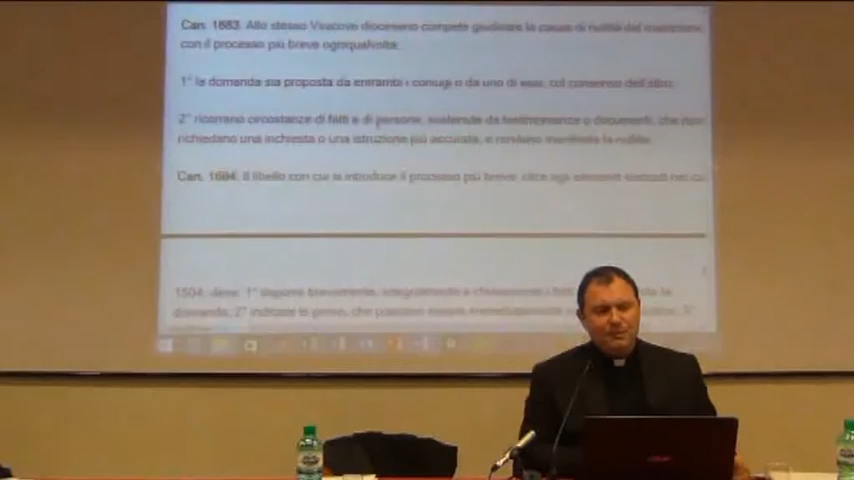 Can. 1683. Allo stesso Vescovo diocesano compete giudicare la cause di nullità del matrimonio
con il processo più breve ogniqualvolta:
1° la domanda sia proposta da entrambi i coniugi o da uno di essi, col consenso dell'altro;
2° ricorrano circostanze di fatti e di persone, sostenute da testimonianze o documenti, che non
richiedano una inchiesta o una istruzione più accurata, e rendano manifesta la nullità.
Can. 1684. Il libello con cui si introduce il processo più breve, oltre agli elementi elencati nel ca
1504, deve: 1° esporre brevemente, integralmente e chiaramente i fatti la
domanda; 2° indicare le prove, che possano essere immediatamente 3°